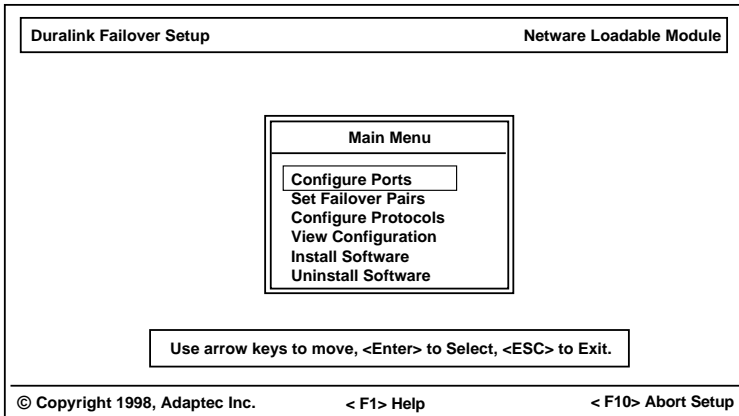 Duralink Failover Setup Netware Loadable Module
Main Menu
Configure Ports
Set Failover Pairs
Configure Protocols
View Configuration
Install Software
Uninstall Software
Use arrow keys to move, <Enter> to Select, <ESC> to Exit.
© Copyright 1998, Adaptec Inc. < F1> Help < F10> Abort Setup